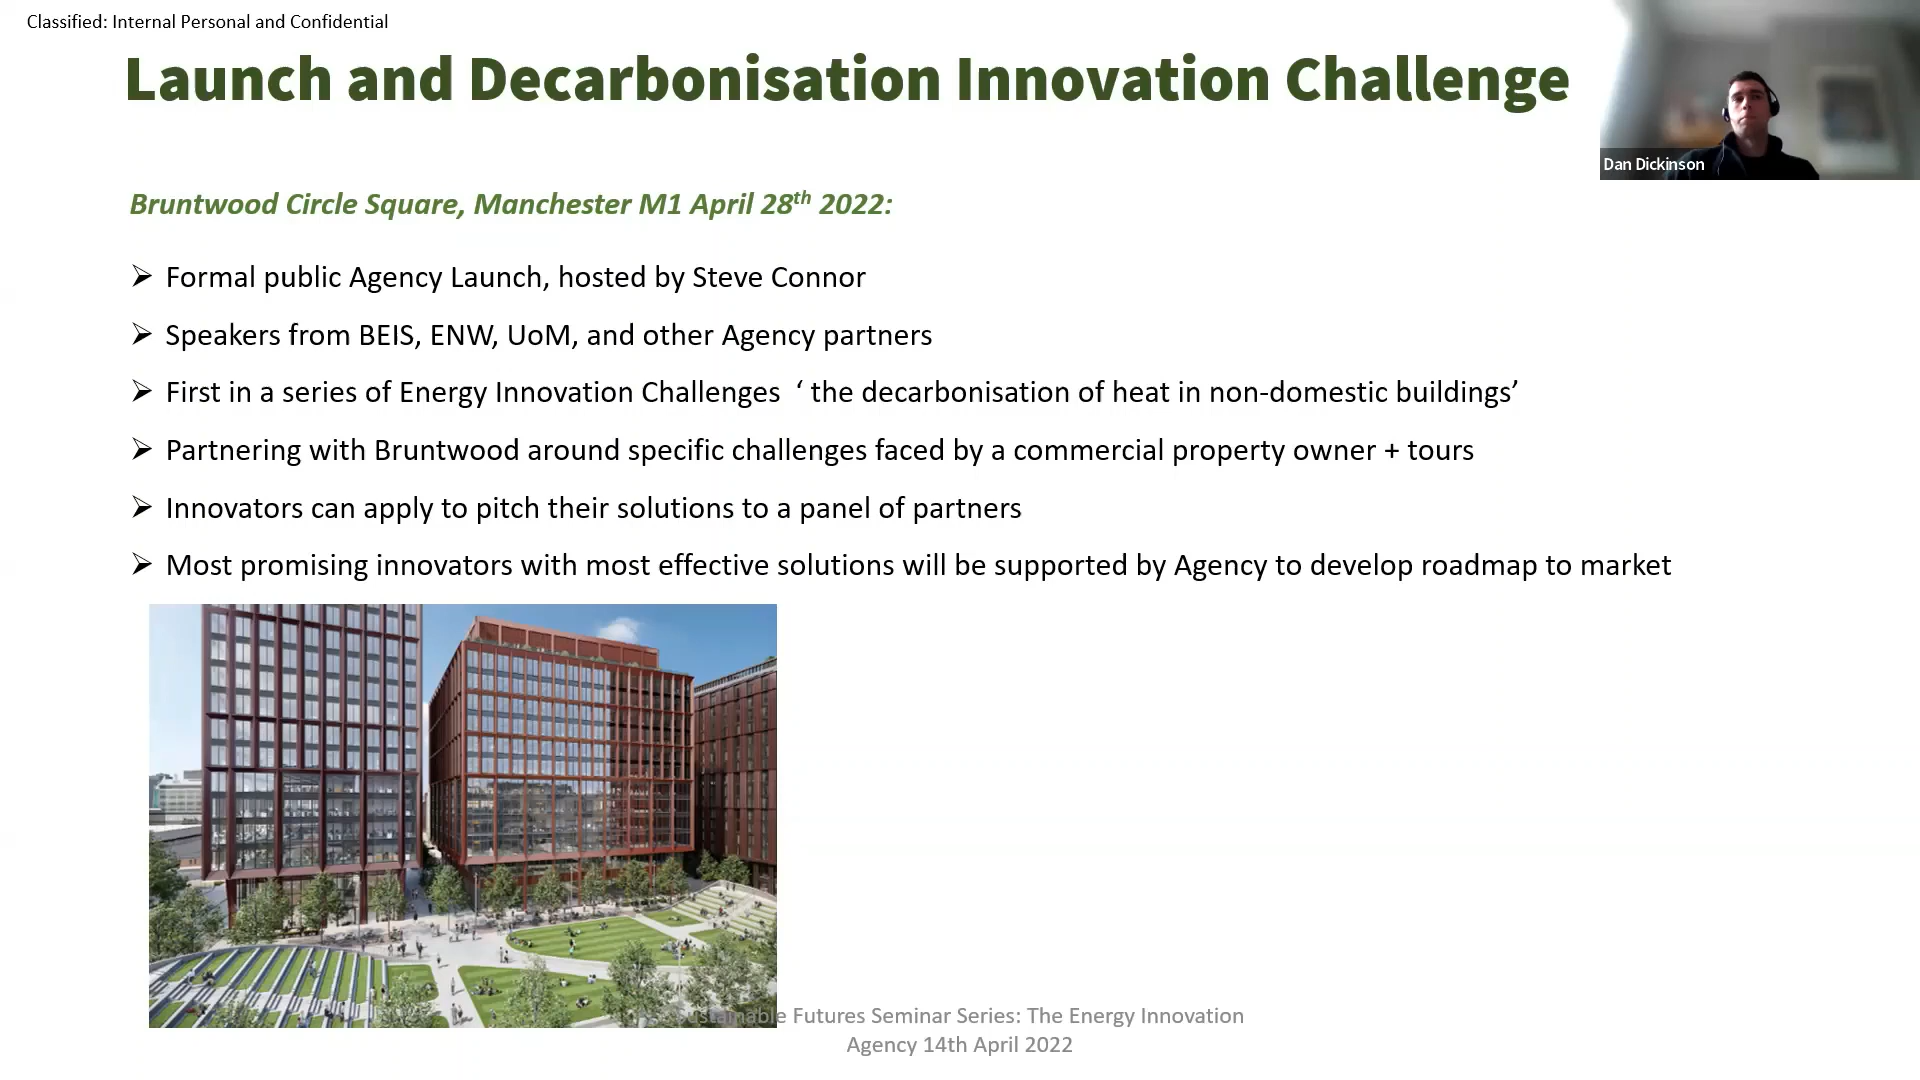 Classified: Internal Personal and Confidential
Launch and Decarbonisation Innovation Challenge
Dan Dickinson
Bruntwood Circle Square, Manchester M1 April 28th 2022:
Formal public Agency Launch, hosted by Steve Connor
Speakers from BEIS, ENW, UoM, and other Agency partners
First in a series of Energy Innovation Challenges ‘ the decarbonisation of heat in non-domestic buildings’
Partnering with Bruntwood around specific challenges faced by a commercial property owner + tours
Innovators can apply to pitch their solutions to a panel of partners
Most promising innovators with most effective solutions will be supported by Agency to develop roadmap to market
Sustainable Futures Seminar Series: The Energy Innovation
Agency 14th April 2022